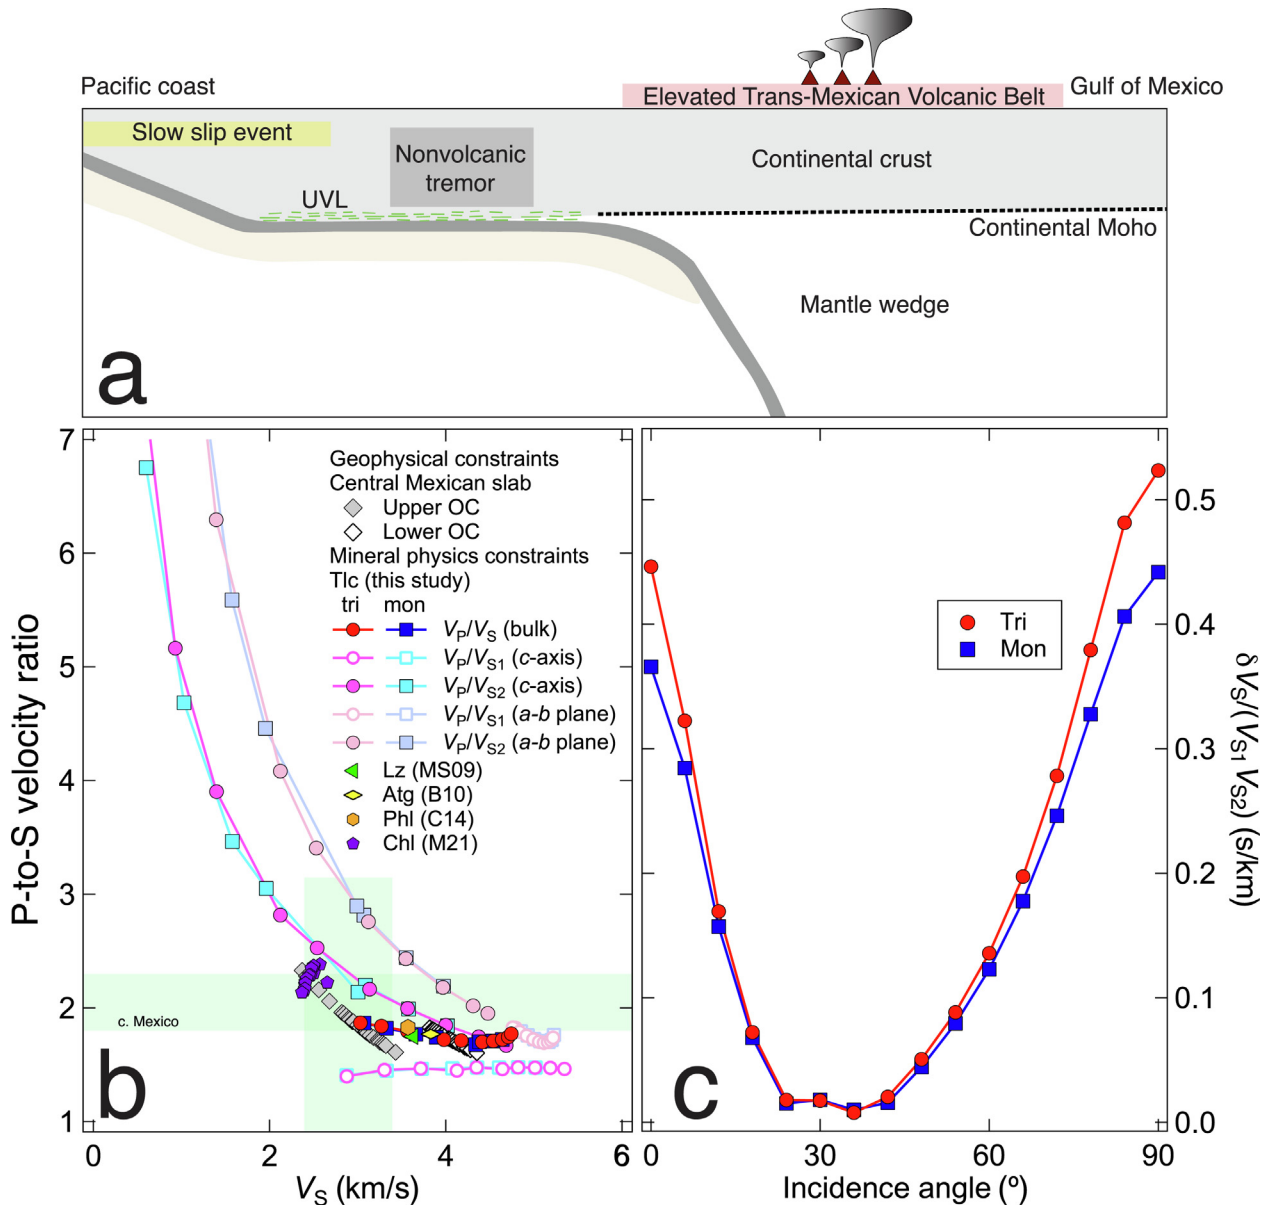 Pacific coast
Elevated Trans-Mexican Volcanic Belt
Gulf of Mexico
Slow slip event
Nonvolcanic
tremor
Continental crust
UVL
Continental Moho
Mantle wedge
a
7
6
5
4
3
2
1
P-to-S velocity ratio
Geophysical constraints
Central Mexican slab
Upper OC
Lower OC
Mineral physics constraints
Tlc (this study)
tri mon
VP/VS (bulk)
VP/VS1 (c-axis)
VP/VS2 (c-axis)
VP/VS1 (a-b plane)
VP/VS2 (a-b plane)
Lz (MS09)
Atg (B10)
Phl (C14)
Chl (M21)
c. Mexico
b
0 2 4 6
VS (km/s)
Tri
Mon
c
0.5
0.4
0.3
0.2
0.1
0.0
δVS/(VS1 VS2) (s/km)
0 30 60 90
Incidence angle (º)